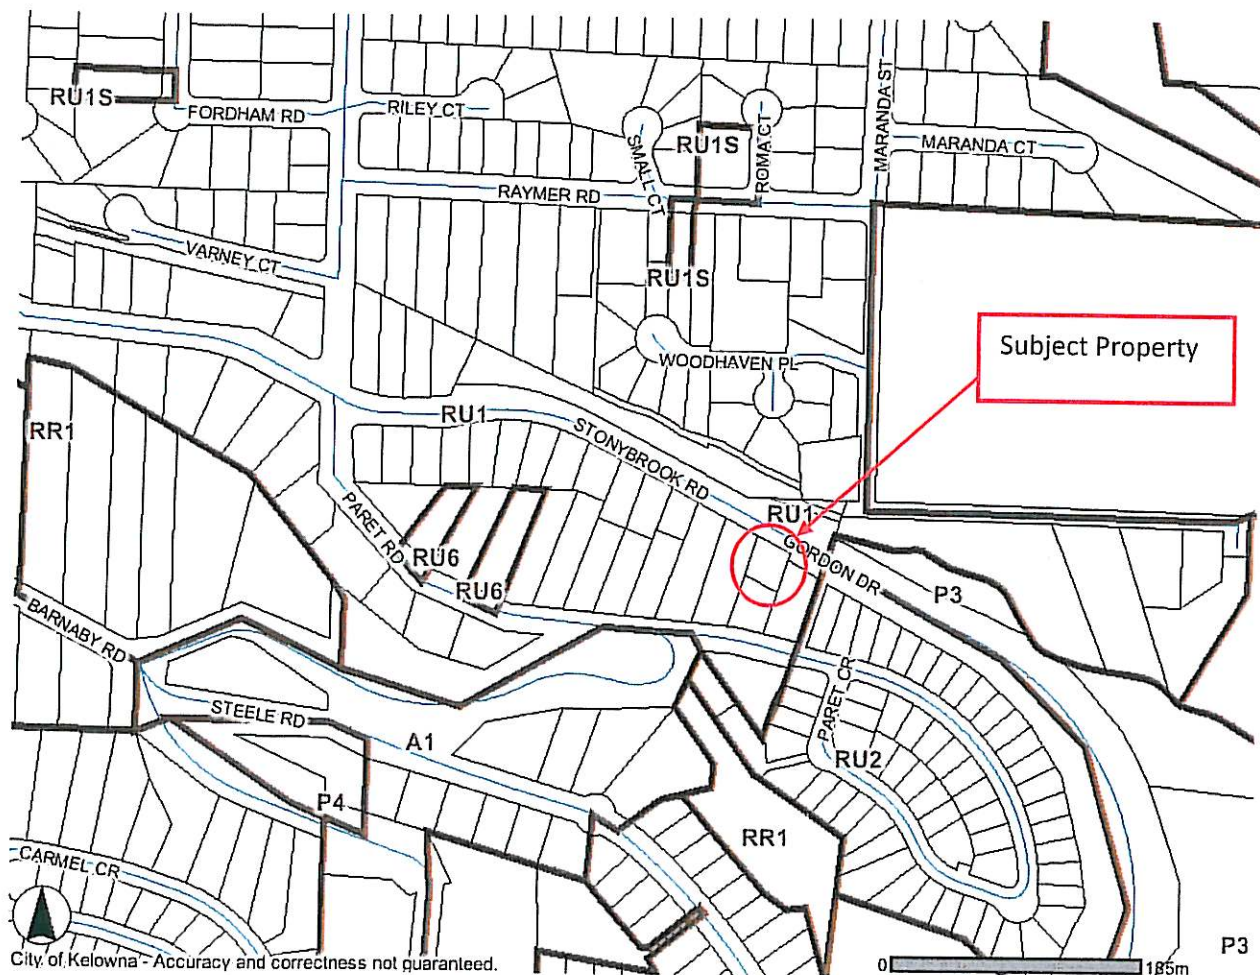 RU1S
FORDHAM RD
RILEY CT
SMALL CT
RU1S
ROMA CT
MARANDA ST
MARANDA CT
RAYMER RD
VARNEY CT
RU1S
WOODHAVEN PL
Subject Property
RR1
RU1
STONYBROOK RD
RU1
GORDON DR
PARET RD
RU6
RU6
P3
BARNABY RD
STEELE RD
A1
PARET CR
RU2
P4
RR1
CARMEL CR
P3
City of Kelowna - Accuracy and correctness not guaranteed.
0 185m